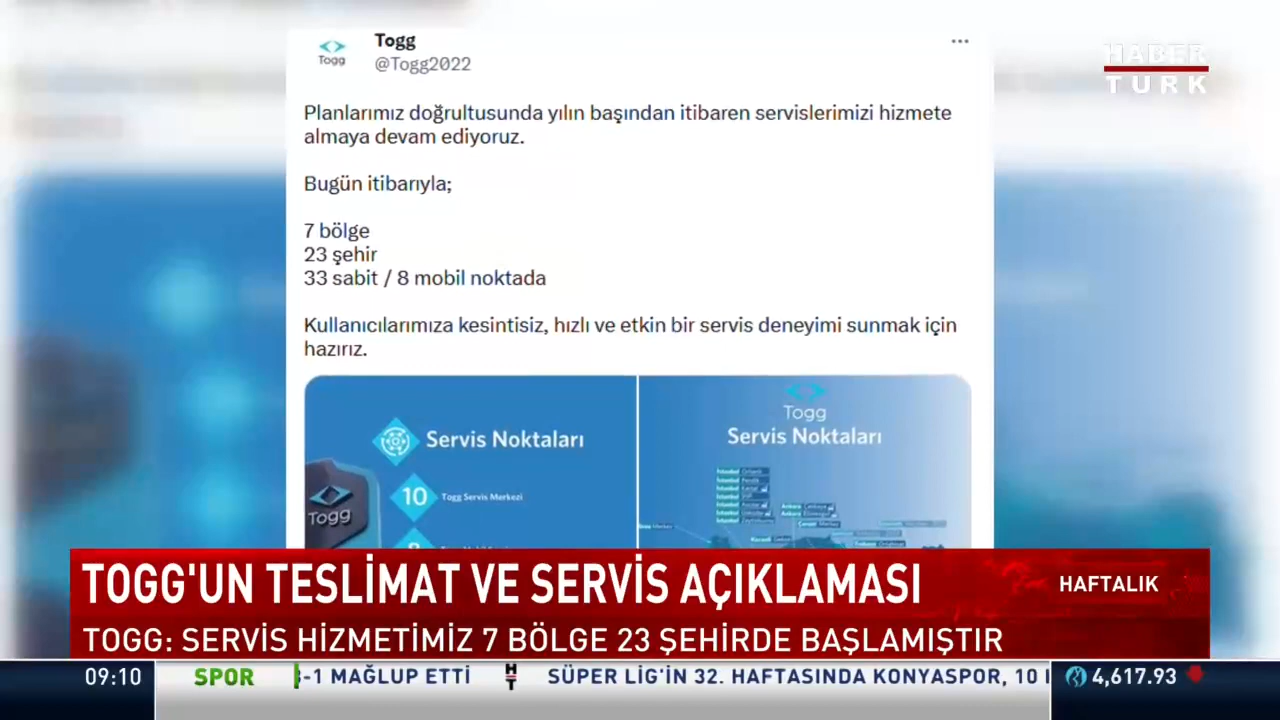 Togg
@Togg2022
HABER
TURK
Togg
Planlarımız doğrultusunda yılın başından itibaren servislerimizi hizmete
almaya devam ediyoruz.
Bugün itibarıyla;
7 bölge
23 şehir
33 sabit / 8 mobil noktada
Kullanıcılarımıza kesintisiz, hızlı ve etkin bir servis deneyimi sunmak için
hazırız.
Servis Noktaları
10 Togg Servis Merkezi
Togg
Togg
Servis Noktaları
TOGG'UN TESLİMAT VE SERVİS AÇIKLAMASI
HAFTALIK
TOGG: SERVİS HİZMETİMİZ 7 BÖLGE 23 ŞEHİRDE BAŞLAMIŞTIR
09:10 SPOR -1 MAĞLUP ETTİ HT SÜPER LİG'İN 32. HAFTASINDA KONYASPOR, 10 4,617.93